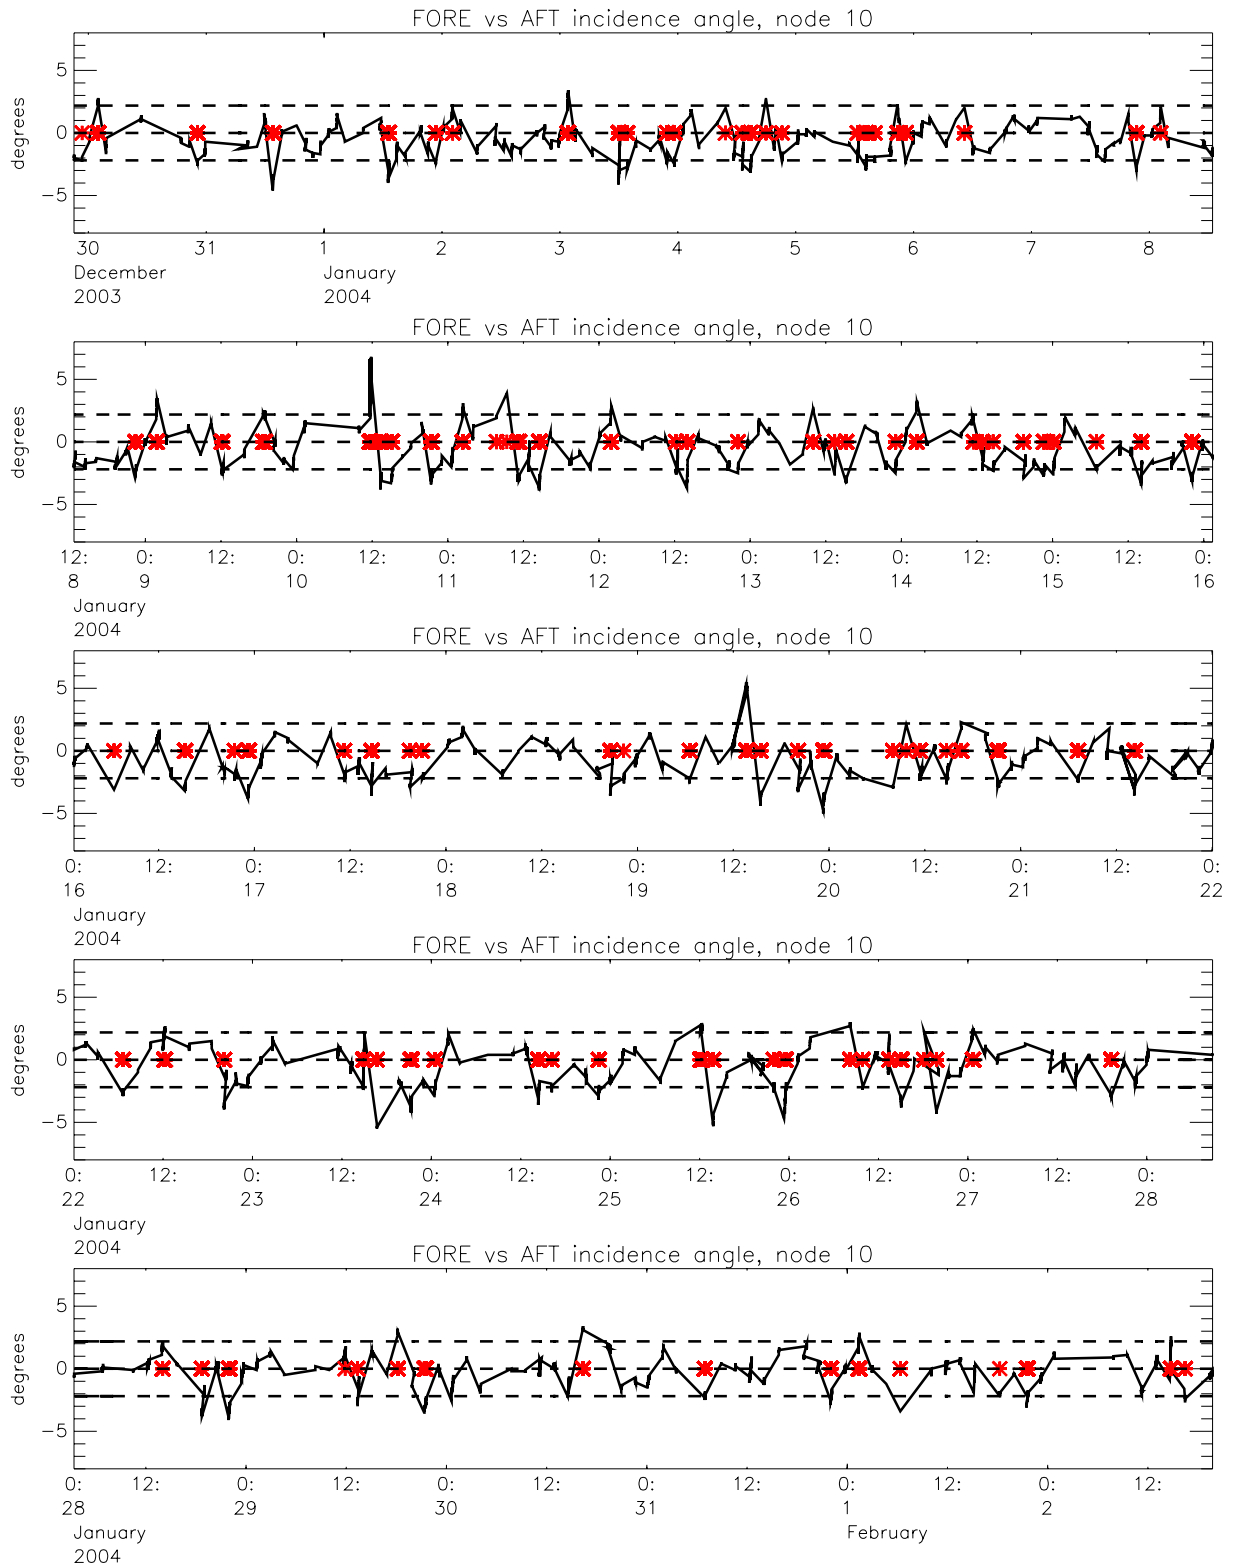 FORE vs AFT incidence angle, node 10
degrees
5
0
-5
30 31 1 2 3 4 5 6 7 8
December January
2003 2004
FORE vs AFT incidence angle, node 10
degrees
5
0
-5
12: 0: 12: 0: 12: 0: 12: 0: 12: 0: 12: 0: 12: 0: 12: 0:
8 9 10 11 12 13 14 15 16
January
2004
FORE vs AFT incidence angle, node 10
degrees
5
0
-5
0: 12: 0: 12: 0: 12: 0: 12: 0: 12: 0: 12: 0:
16 17 18 19 20 21 22
January
2004
FORE vs AFT incidence angle, node 10
degrees
5
0
-5
0: 12: 0: 12: 0: 12: 0: 12: 0: 12: 0: 12: 0:
22 23 24 25 26 27 28
January
2004
FORE vs AFT incidence angle, node 10
degrees
5
0
-5
0: 12: 0: 12: 0: 12: 0: 12: 0: 12: 0: 12:
28 29 30 31 1 2
January February
2004